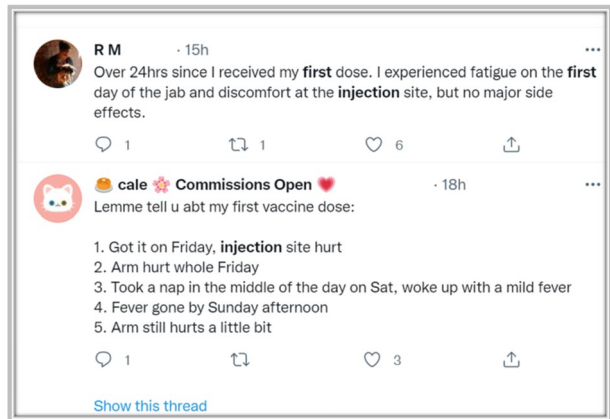 R M · 15h
Over 24hrs since I received my first dose. I experienced fatigue on the first
day of the jab and discomfort at the injection site, but no major side
effects.
1 1 6
🍮 cale 🌸 Commissions Open 💗 · 18h
Lemme tell u abt my first vaccine dose:
1. Got it on Friday, injection site hurt
2. Arm hurt whole Friday
3. Took a nap in the middle of the day on Sat, woke up with a mild fever
4. Fever gone by Sunday afternoon
5. Arm still hurts a little bit
1 3
Show this thread